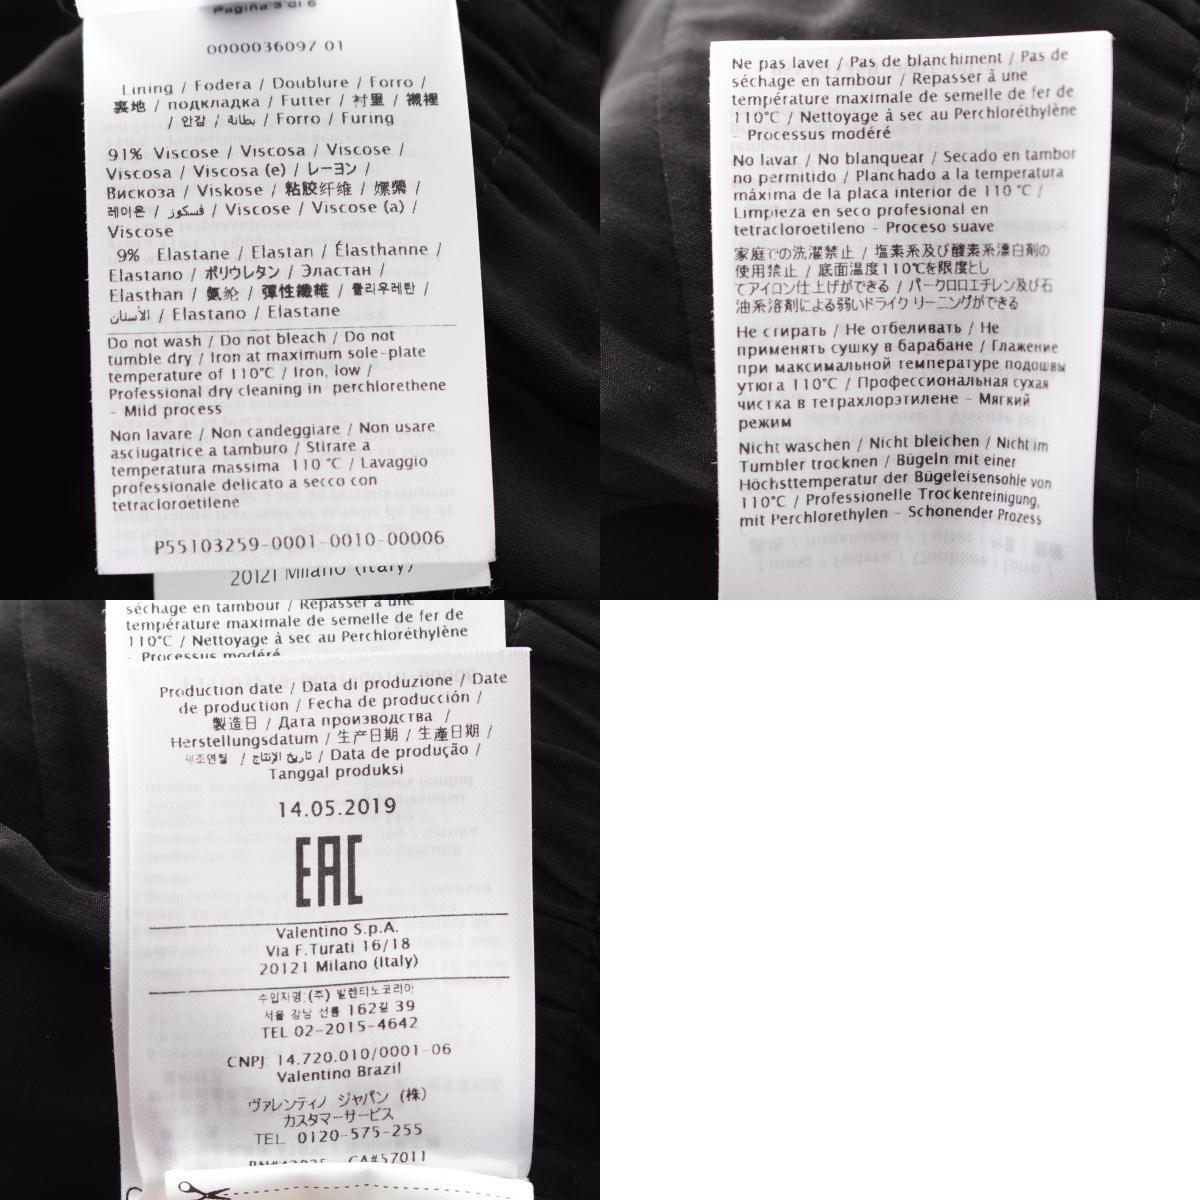 Pagina 3 di 6
0000036097 01
Lining / Fodera / Doublure / Forro /
裏地 / подкладка / Futter / 衬里 / 襯裡
/ 안감 / بطانة / Forro / Furing
91% Viscose / Viscosa / Viscose /
Viscosa / Viscosa (e) / レーヨン /
Вискоза / Viskose / 粘胶纤维 / 嫘縈 /
레이온 / فسكوز / Viscose / Viscose (a) /
Viscose
9% Elastane / Elastan / Élasthanne /
Elastano / ポリウレタン / Эластан /
Elasthan / 氨纶 / 彈性纖維 / 폴리우레탄 /
الأستان / Elastano / Elastane
Do not wash / Do not bleach / Do not
tumble dry / Iron at maximum sole-plate
temperature of 110°C / Iron, low /
Professional dry cleaning in perchlorethene
- Mild process
Non lavare / Non candeggiare / Non usare
asciugatrice a tamburo / Stirare a
temperatura massima 110 °C / Lavaggio
professionale delicato a secco con
tetracloroetilene
P55103259-0001-0010-00006
20121 Milano (Italy)
Ne pas laver / Pas de blanchiment / Pas de
séchage en tambour / Repasser à une
température maximale de semelle de fer de
110°C / Nettoyage à sec au Perchloréthylène
- Processus modéré
No lavar / No blanquear / Secado en tambor
no permitido / Planchado a la temperatura
máxima de la placa interior de 110 °C /
Limpieza en seco profesional en
tetracloroetileno - Proceso suave
家庭での洗濯禁止 / 塩素系及び酸素系漂白剤の
使用禁止 / 底面温度110℃を限度とし
てアイロン仕上げができる / パークロロエチレン及び石
油系溶剤による弱いドライクリーニングができる
Не стирать / Не отбеливать / Не
применять сушку в барабане / Глажение
при максимальной температуре подошвы
утюга 110°C / Профессиональная сухая
чистка в тетрахлорэтилене - Мягкий
режим
Nicht waschen / Nicht bleichen / Nicht im
Tumbler trocknen / Bügeln mit einer
Höchsttemperatur der Bügeleisensohle von
110°C / Professionelle Trockenreinigung,
mit Perchlorethylen - Schonender Prozess
séchage en tambour / Repasser à une
température maximale de semelle de fer de
110°C / Nettoyage à sec au Perchloréthylène
- Processus modéré
Production date / Data di produzione / Date
de production / Fecha de producción /
製造日 / Дата производства /
Herstellungsdatum / 生产日期 / 生產日期 /
제조연월 / تاريخ الإنتاج / Data de produção /
Tanggal produksi
14.05.2019
EAC
Valentino S.p.A.
Via F.Turati 16/18
20121 Milano (Italy)
수입자명:(주) 발렌티노코리아
서울 강남 선릉 162길 39
TEL 02-2015-4642
CNPJ: 14.720.010/0001-06
Valentino Brazil
ヴァレンティノ ジャパン (株)
カスタマーサービス
TEL 0120-575-255
CA#57011